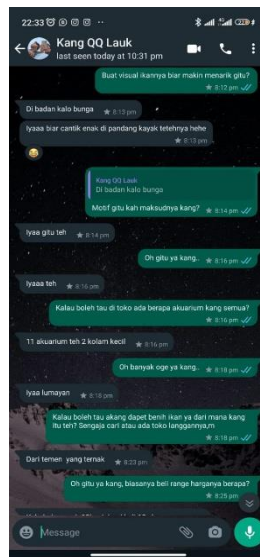 22:33
Kang QQ Lauk
last seen today at 10:31 pm
Buat visual ikannya biar makin menarik gitu?
★ 8:12 pm
Di badan kalo bunga ★ 8:13 pm
Iyaaa biar cantik enak di pandang kayak tetehnya hehe
★ 8:13 pm
Kang QQ Lauk
Di badan kalo bunga
Motif gitu kah maksudnya kang? ★ 8:14 pm
Iyaa gitu teh ★ 8:14 pm
Oh gitu ya kang.. ★ 8:16 pm
Iyaaa teh ★ 8:16 pm
Kalau boleh tau di toko ada berapa akuarium kang semua?
★ 8:16 pm
11 akuarium teh 2 kolam kecil ★ 8:16 pm
Oh banyak oge ya kang.. ★ 8:18 pm
Iyaa lumayan ★ 8:18 pm
Kalau boleh tau akang dapet benih ikan ya dari mana kang
itu teh? Sengaja cari atau ada toko langgannya,m
★ 8:18 pm
Dari temen yang ternak ★ 8:23 pm
Oh gitu ya kang, biasanya beli range harganya berapa?
★ 8:25 pm
Message